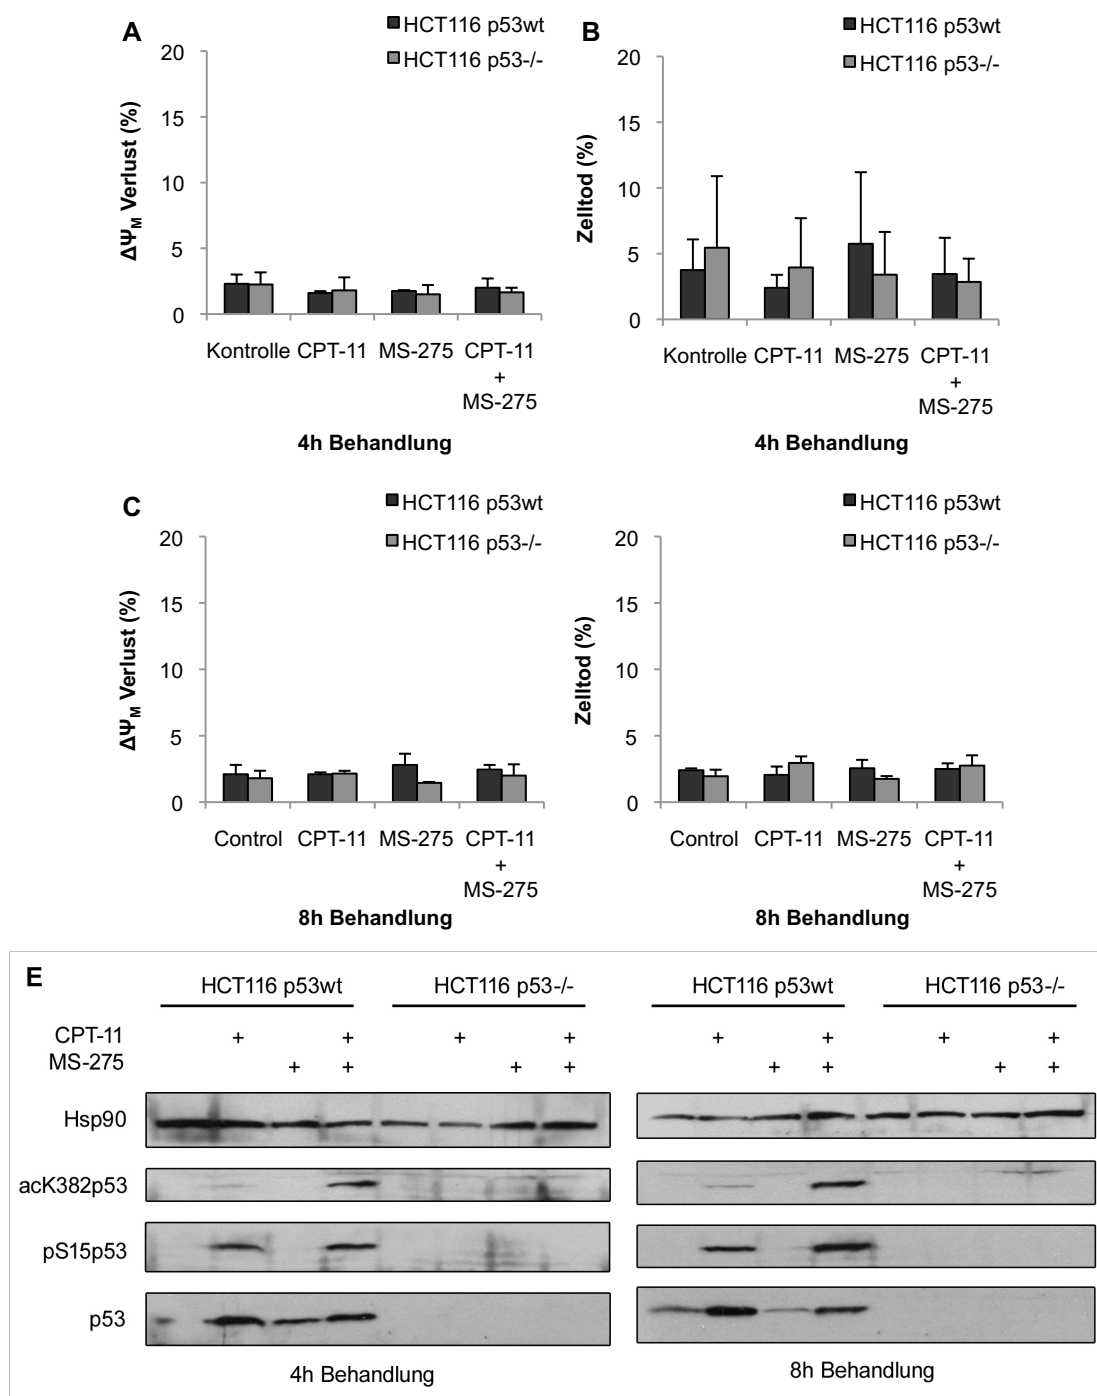 A
HCT116 p53wt
HCT116 p53-/-
20
15
10
5
0
ΔΨM Verlust (%)
Kontrolle CPT-11 MS-275 CPT-11
+
MS-275
4h Behandlung
B
HCT116 p53wt
HCT116 p53-/-
20
15
10
5
0
Zelltod (%)
Kontrolle CPT-11 MS-275 CPT-11
+
MS-275
4h Behandlung
C
HCT116 p53wt
HCT116 p53-/-
20
15
10
5
0
ΔΨM Verlust (%)
Control CPT-11 MS-275 CPT-11
+
MS-275
8h Behandlung
HCT116 p53wt
HCT116 p53-/-
20
15
10
5
0
Zelltod (%)
Control CPT-11 MS-275 CPT-11
+
MS-275
8h Behandlung
E
HCT116 p53wt HCT116 p53-/- HCT116 p53wt HCT116 p53-/-
CPT-11 + + + + + + + +
MS-275 + + + + + + + +
Hsp90
acK382p53
pS15p53
p53
4h Behandlung 8h Behandlung